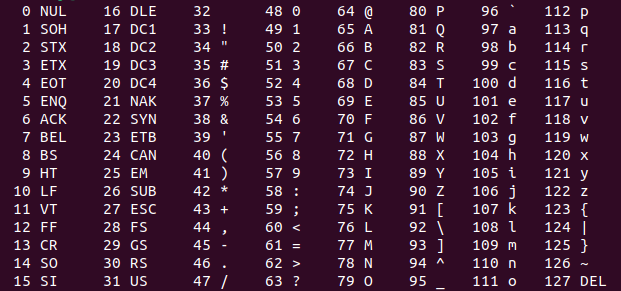 0 NUL 16 DLE 32 48 0 64 @ 80 P 96 ` 112 p
1 SOH 17 DC1 33 ! 49 1 65 A 81 Q 97 a 113 q
2 STX 18 DC2 34 " 50 2 66 B 82 R 98 b 114 r
3 ETX 19 DC3 35 # 51 3 67 C 83 S 99 c 115 s
4 EOT 20 DC4 36 $ 52 4 68 D 84 T 100 d 116 t
5 ENQ 21 NAK 37 % 53 5 69 E 85 U 101 e 117 u
6 ACK 22 SYN 38 & 54 6 70 F 86 V 102 f 118 v
7 BEL 23 ETB 39 ' 55 7 71 G 87 W 103 g 119 w
8 BS 24 CAN 40 ( 56 8 72 H 88 X 104 h 120 x
9 HT 25 EM 41 ) 57 9 73 I 89 Y 105 i 121 y
10 LF 26 SUB 42 * 58 : 74 J 90 Z 106 j 122 z
11 VT 27 ESC 43 + 59 ; 75 K 91 [ 107 k 123 {
12 FF 28 FS 44 , 60 < 76 L 92 \ 108 l 124 |
13 CR 29 GS 45 - 61 = 77 M 93 ] 109 m 125 }
14 SO 30 RS 46 . 62 > 78 N 94 ^ 110 n 126 ~
15 SI 31 US 47 / 63 ? 79 O 95 _ 111 o 127 DEL